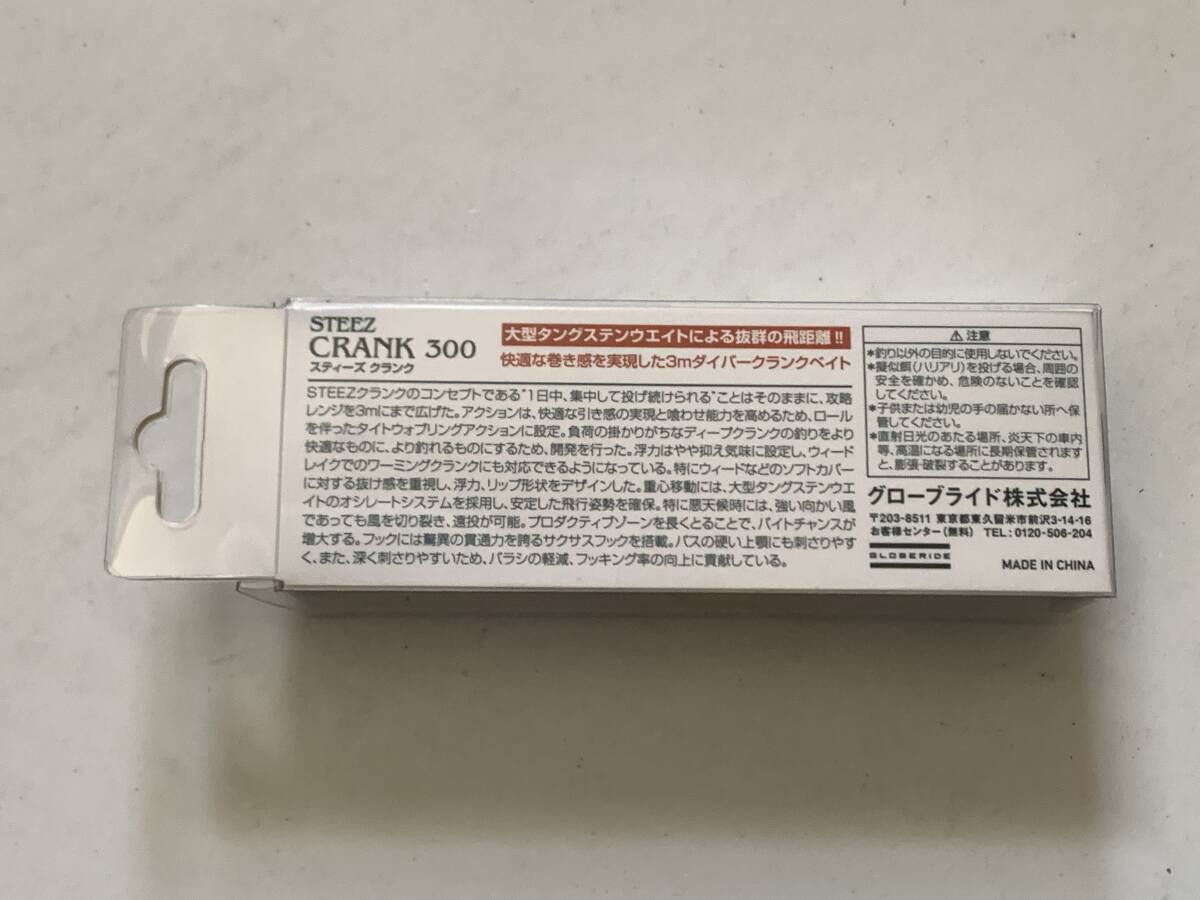 STEEZ
CRANK 300
スティーズ クランク
大型タングステンウエイトによる抜群の飛距離!!
快適な巻き感を実現した3mダイバークランクベイト
STEEZクランクのコンセプトである"1日中、集中して投げ続けられる"ことはそのままに、攻略
レンジを3mにまで広げた。アクションは、快適な引き感の実現と喰わせ能力を高めるため、ロール
を伴ったタイトウォブリングアクションに設定。負荷の掛かりがちなディープクランクの釣りをより
快適なものに、より釣れるものにするため、開発を行った。浮力はやや抑え気味に設定し、ウィード
レイクでのワーミングクランクにも対応できるようになっている。特にウィードなどのソフトカバー
に対する抜け感を重視し、浮力、リップ形状をデザインした。重心移動には、大型タングステンウエ
イトのオシレートシステムを採用し、安定した飛行姿勢を確保。特に悪天候時には、強い向かい風
であっても風を切り裂き、遠投が可能。プロダクティブゾーンを長くとることで、バイトチャンスが
増大する。フックには驚異の貫通力を誇るサクサスフックを搭載。バスの硬い上顎にも刺さりやす
く、また、深く刺さりやすいため、バラシの軽減、フッキング率の向上に貢献している。
⚠ 注意
*釣り以外の目的に使用しないでください。
*擬似餌(ハリアリ)を投げる場合、周囲の
安全を確かめ、危険のないことを確認
してください。
*子供または幼児の手の届かない所へ保
管してください。
*直射日光のあたる場所、炎天下の車内
等、高温になる場所に長期保管されます
と、膨張・破裂することがあります。
グローブライド株式会社
〒203-8511 東京都東久留米市前沢3-14-16
お客様センター(無料) TEL:0120-506-204
GLOBERIDE
MADE IN CHINA